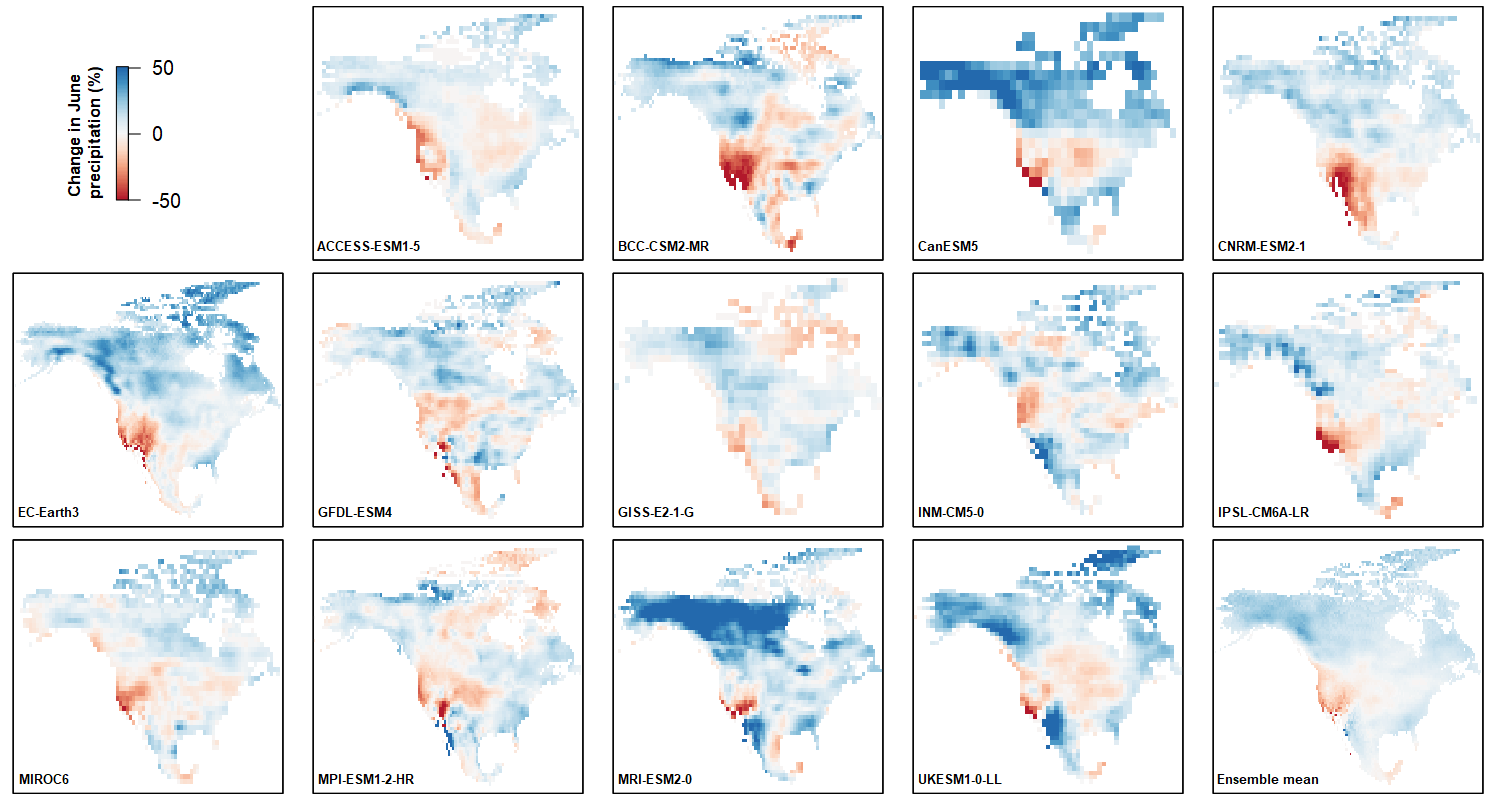 Change in June
precipitation (%)
50
0
-50
ACCESS-ESM1-5
BCC-CSM2-MR
CanESM5
CNRM-ESM2-1
EC-Earth3
GFDL-ESM4
GISS-E2-1-G
INM-CM5-0
IPSL-CM6A-LR
MIROC6
MPI-ESM1-2-HR
MRI-ESM2-0
UKESM1-0-LL
Ensemble mean